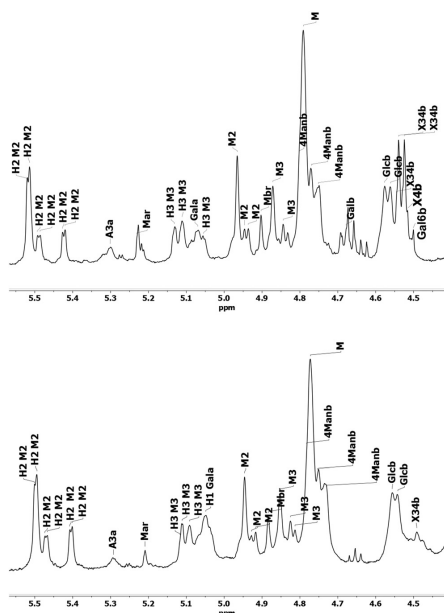 H2 M2
H2 M2
H2 M2
H2 M2
H2 M2
H2 M2
A3a
Mar
H3 M3
H3 M3
Gala
H3 M3
M2
M2
M2
Mbr
M3
M3
4Manb
M
4Manb
4Manb
Galb
Glcb
Glcb
X34b
X34b
X34b
X34b
X4b
Gal6b
5.5 5.4 5.3 5.2 5.1 5.0 4.9 4.8 4.7 4.6 4.5
ppm
H2 M2
H2 M2
H2 M2
H2 M2
H2 M2
H2 M2
A3a
Mar
H3 M3
H3 M3
H3 M3
H1 Gala
M2
M2
M2
Mbr
M3
M3
M3
M
4Manb
4Manb
4Manb
Glcb
Glcb
X34b
5.5 5.4 5.3 5.2 5.1 5.0 4.9 4.8 4.7 4.6 4.5
ppm